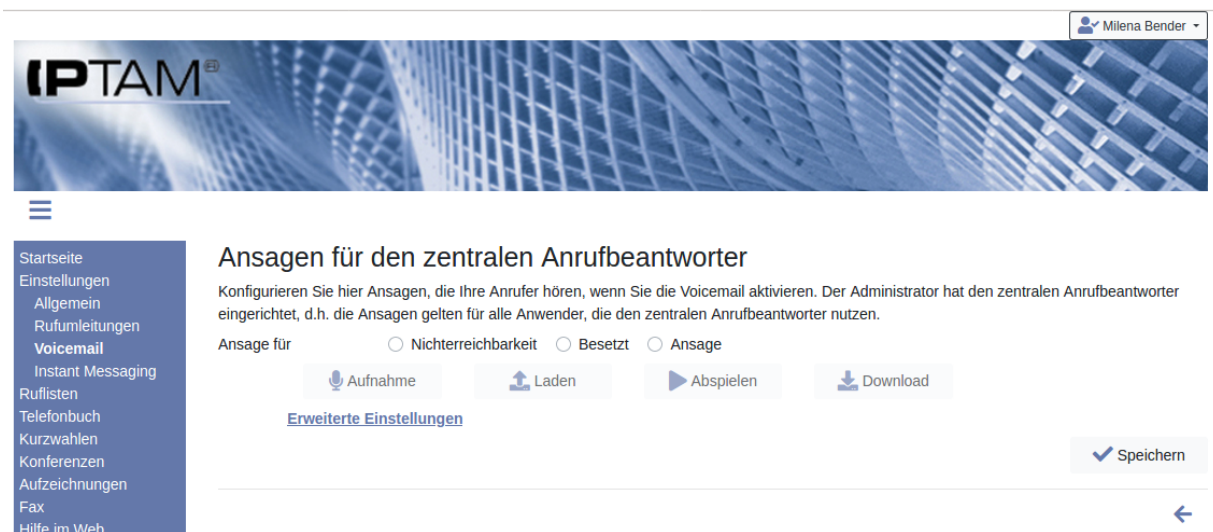 Milena Bender
IPTAM®
Startseite
Einstellungen
Allgemein
Rufumleitungen
Voicemail
Instant Messaging
Ruflisten
Telefonbuch
Kurzwahlen
Konferenzen
Aufzeichnungen
Fax
Hilfe im Web
Ansagen für den zentralen Anrufbeantworter
Konfigurieren Sie hier Ansagen, die Ihre Anrufer hören, wenn Sie die Voicemail aktivieren. Der Administrator hat den zentralen Anrufbeantworter
eingerichtet, d.h. die Ansagen gelten für alle Anwender, die den zentralen Anrufbeantworter nutzen.
Ansage für Nichterreichbarkeit Besetzt Ansage
Aufnahme Laden Abspielen Download
Erweiterte Einstellungen
Speichern